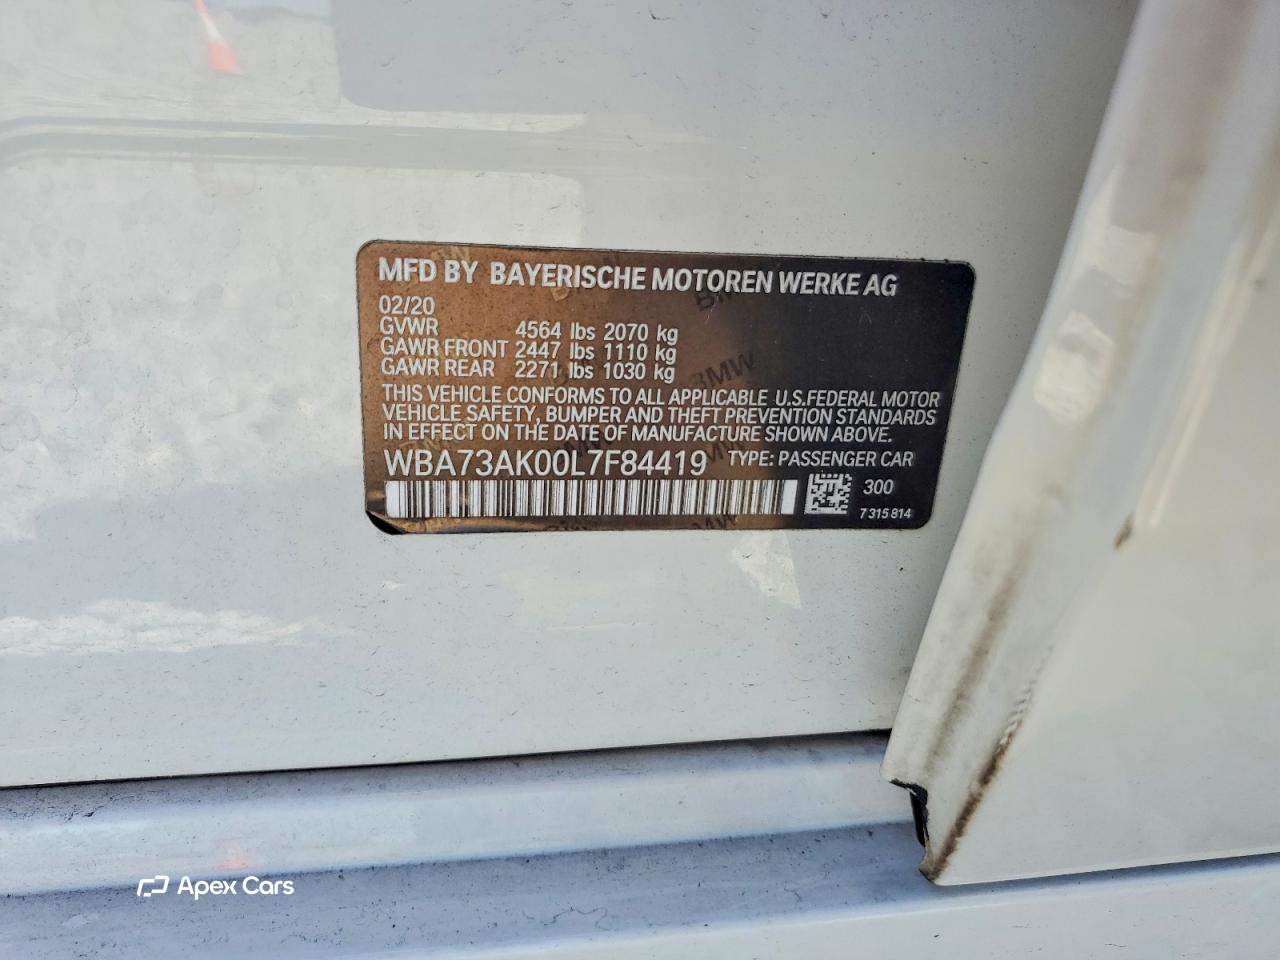 MFD BY BAYERISCHE MOTOREN WERKE AG
02/20
GVWR 4564 lbs 2070 kg
GAWR FRONT 2447 lbs 1110 kg
GAWR REAR 2271 lbs 1030 kg
THIS VEHICLE CONFORMS TO ALL APPLICABLE U.S.FEDERAL MOTOR
VEHICLE SAFETY, BUMPER AND THEFT PREVENTION STANDARDS
IN EFFECT ON THE DATE OF MANUFACTURE SHOWN ABOVE.
WBA73AK00L7F84419 TYPE: PASSENGER CAR
300
7 315 814
Apex Cars